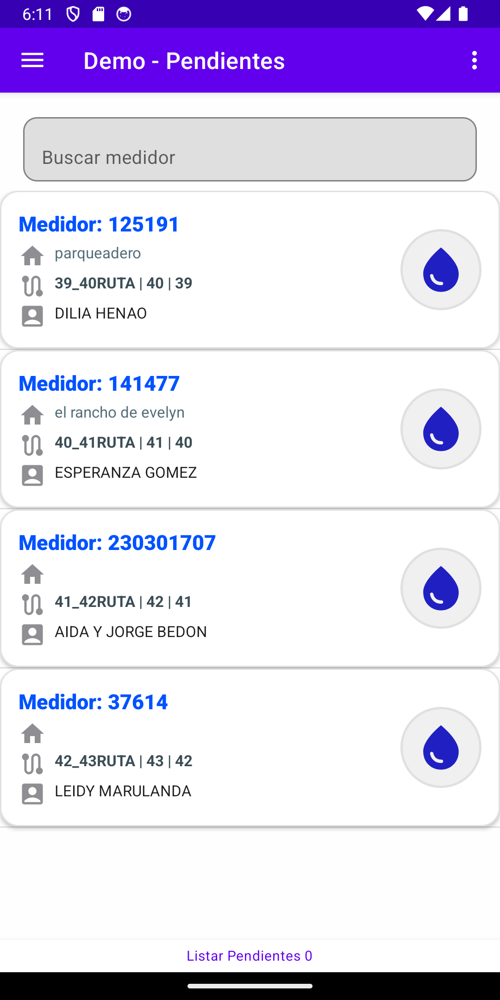 6:11
Demo - Pendientes
Buscar medidor
Medidor: 125191
parqueadero
39_40RUTA | 40 | 39
DILIA HENAO
Medidor: 141477
el rancho de evelyn
40_41RUTA | 41 | 40
ESPERANZA GOMEZ
Medidor: 230301707
41_42RUTA | 42 | 41
AIDA Y JORGE BEDON
Medidor: 37614
42_43RUTA | 43 | 42
LEIDY MARULANDA
Listar Pendientes 0